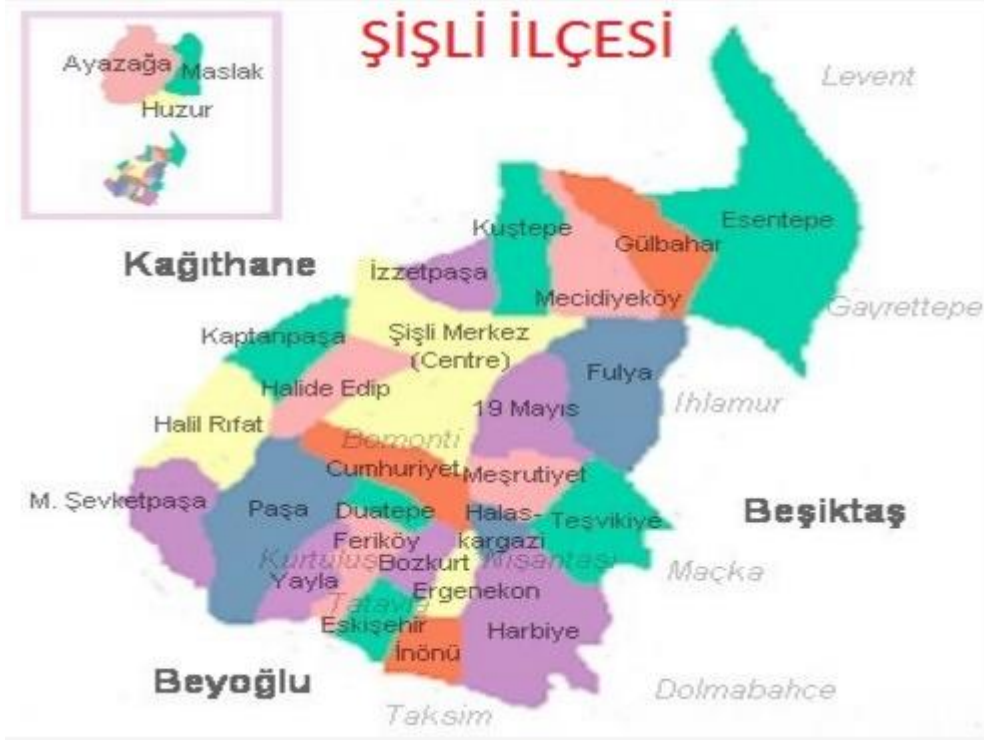 ŞİŞLİ İLÇESİ
Ayazağa
Maslak
Huzur
Levent
Kuştepe
Esentepe
Gülbahar
Kağıthane
İzzetpaşa
Mecidiyeköy
Gayrettepe
Kaptanpaşa
Şişli Merkez
(Centre)
Fulya
Halide Edip
Ihlamur
19 Mayıs
Halil Rıfat
Bomonti
Cumhuriyet
Meşrutiyet
M. Şevketpaşa
Paşa
Duatepe
Halas-
kargazi
Teşvikiye
Beşiktaş
Feriköy
Kurtuluş
Bozkurt
Nişantaşı
Maçka
Yayla
Ergenekon
Tatavla
Eskişehir
Harbiye
İnönü
Beyoğlu
Dolmabahce
Taksim